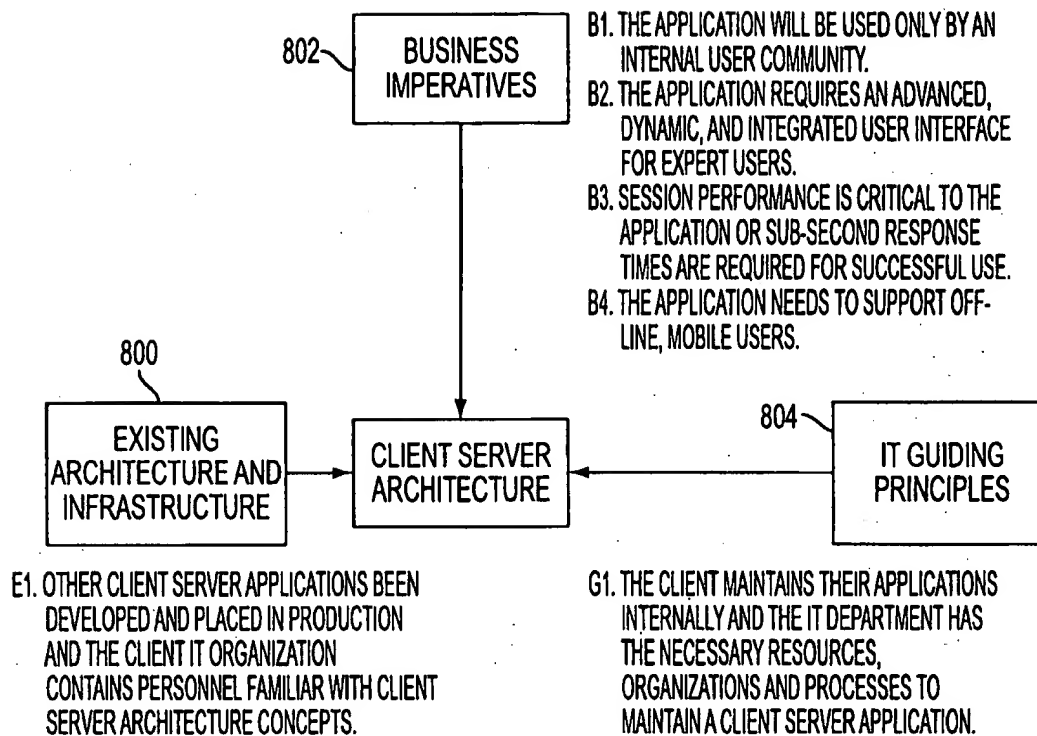 802
BUSINESS
IMPERATIVES
B1. THE APPLICATION WILL BE USED ONLY BY AN
INTERNAL USER COMMUNITY.
B2. THE APPLICATION REQUIRES AN ADVANCED,
DYNAMIC, AND INTEGRATED USER INTERFACE
FOR EXPERT USERS.
B3. SESSION PERFORMANCE IS CRITICAL TO THE
APPLICATION OR SUB-SECOND RESPONSE
TIMES ARE REQUIRED FOR SUCCESSFUL USE.
B4. THE APPLICATION NEEDS TO SUPPORT OFF-
LINE, MOBILE USERS.
800
EXISTING
ARCHITECTURE AND
INFRASTRUCTURE
CLIENT SERVER
ARCHITECTURE
804
IT GUIDING
PRINCIPLES
E1. OTHER CLIENT SERVER APPLICATIONS BEEN
DEVELOPED AND PLACED IN PRODUCTION
AND THE CLIENT IT ORGANIZATION
CONTAINS PERSONNEL FAMILIAR WITH CLIENT
SERVER ARCHITECTURE CONCEPTS.
G1. THE CLIENT MAINTAINS THEIR APPLICATIONS
INTERNALLY AND THE IT DEPARTMENT HAS
THE NECESSARY RESOURCES,
ORGANIZATIONS AND PROCESSES TO
MAINTAIN A CLIENT SERVER APPLICATION.